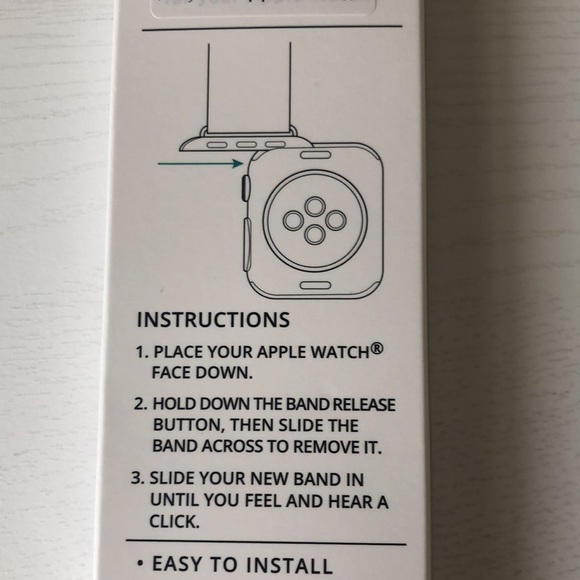 INSTRUCTIONS
1. PLACE YOUR APPLE WATCH®
FACE DOWN.
2. HOLD DOWN THE BAND RELEASE
BUTTON, THEN SLIDE THE
BAND ACROSS TO REMOVE IT.
3. SLIDE YOUR NEW BAND IN
UNTIL YOU FEEL AND HEAR A
CLICK.
• EASY TO INSTALL